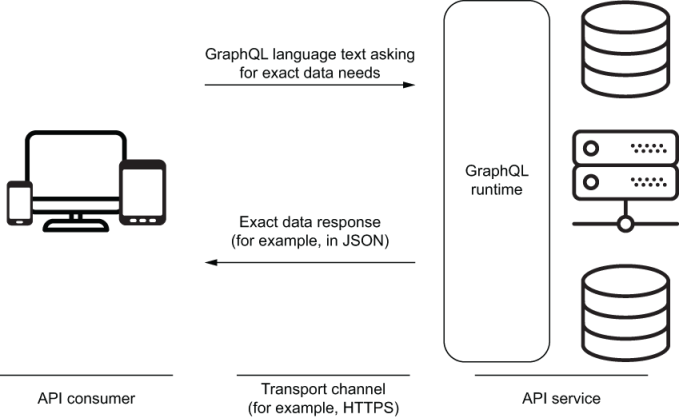 GraphQL language text asking
for exact data needs
GraphQL
runtime
Exact data response
(for example, in JSON)
API consumer
Transport channel
(for example, HTTPS)
API service